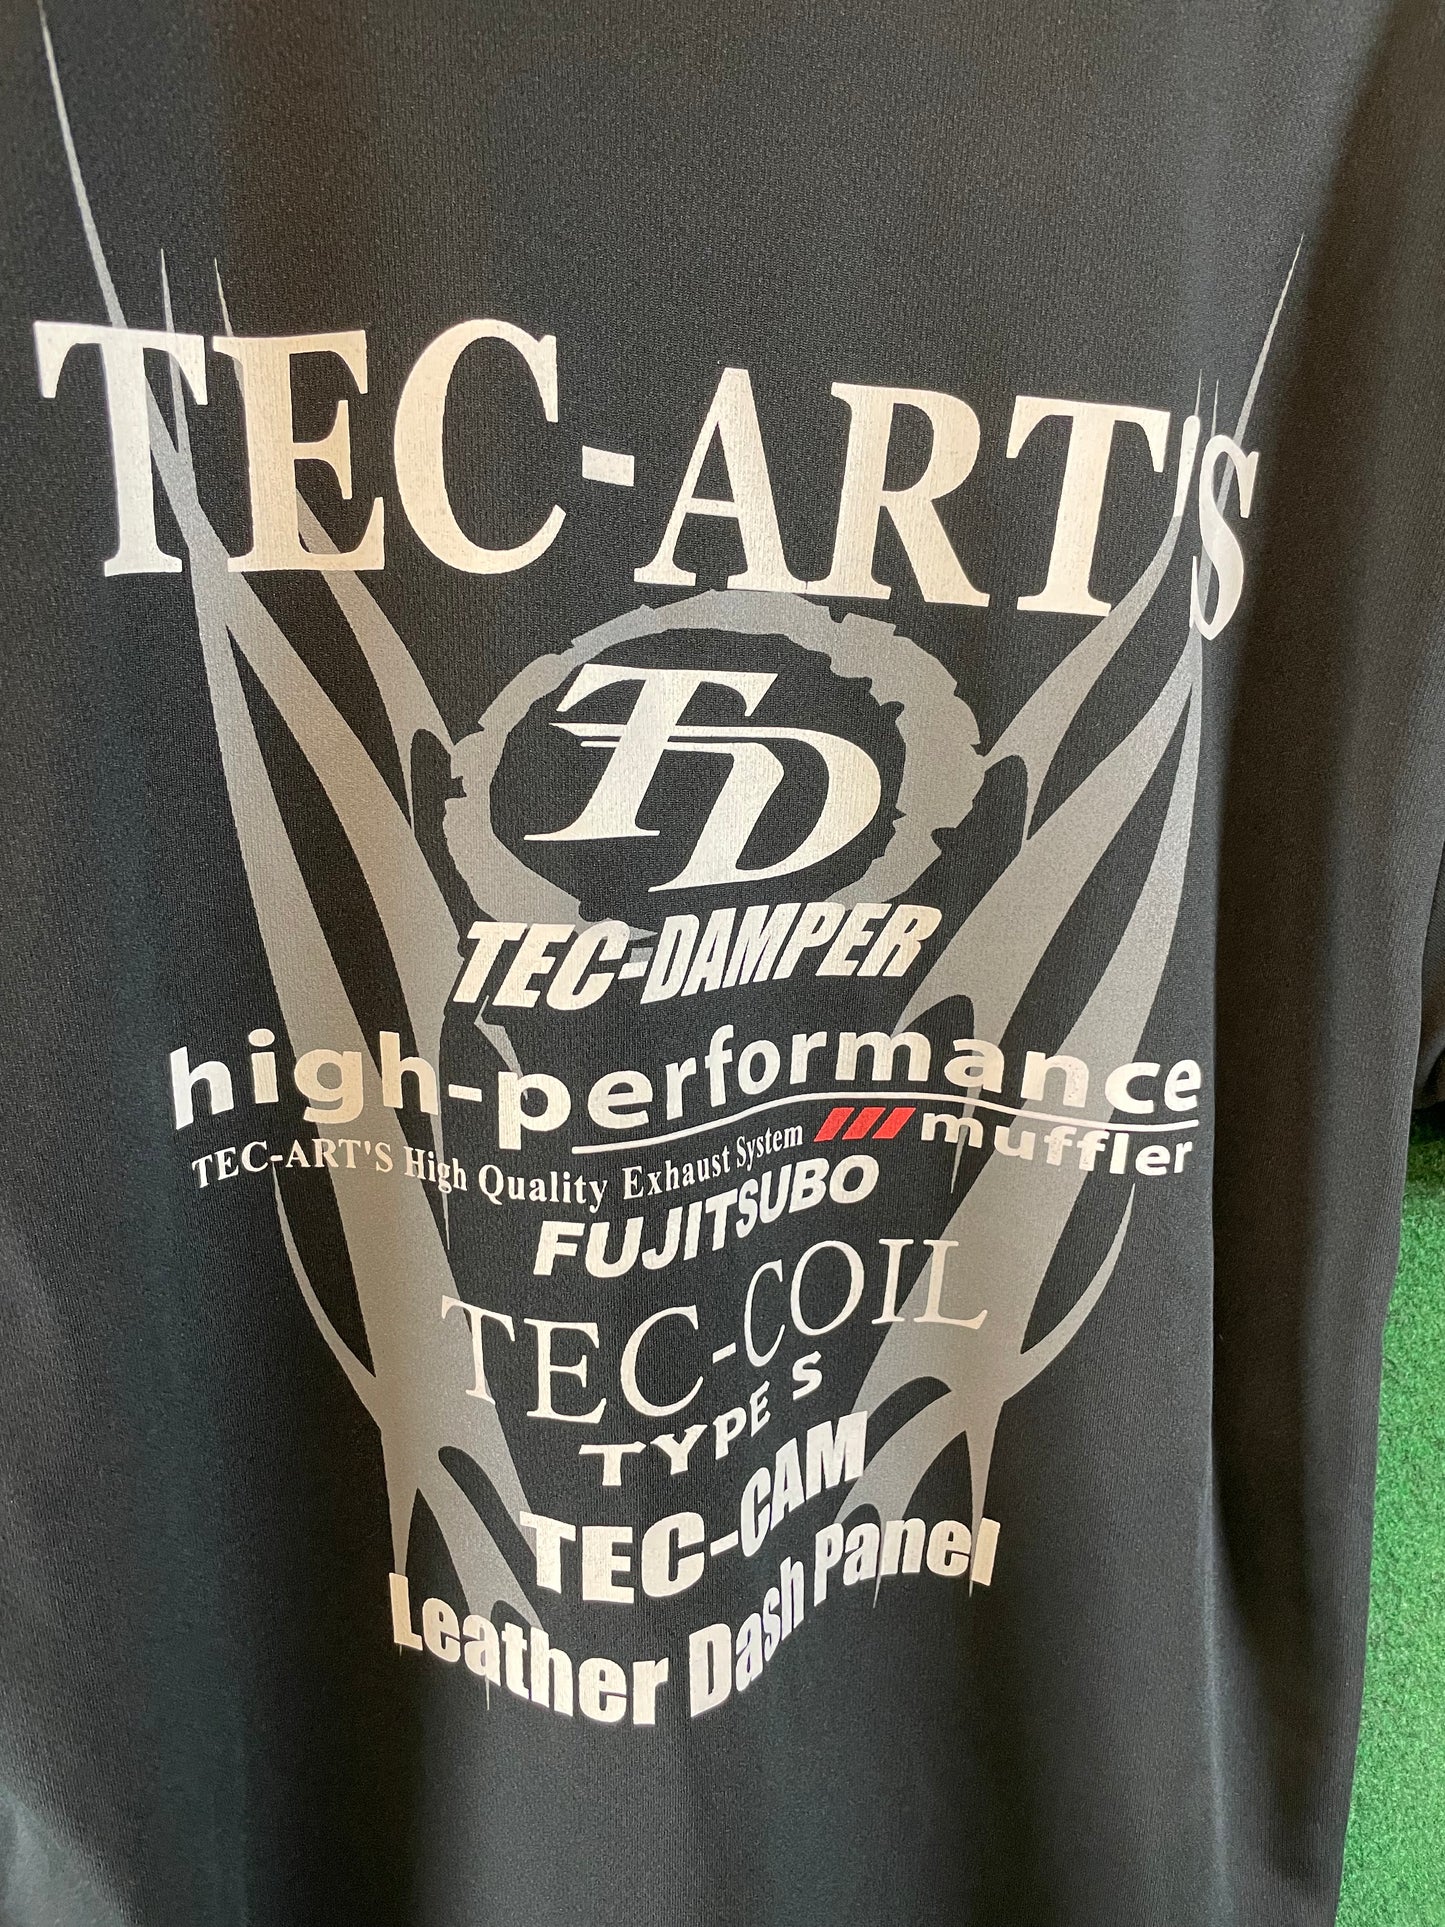 TEC-ART'S
TD
TEC-DAMPER
high-performance
muffler
TEC-ART'S High Quality Exhaust System
FUJITSUBO
TEC-COIL
TYPE S
TEC-CAM
Leather Dash Panel